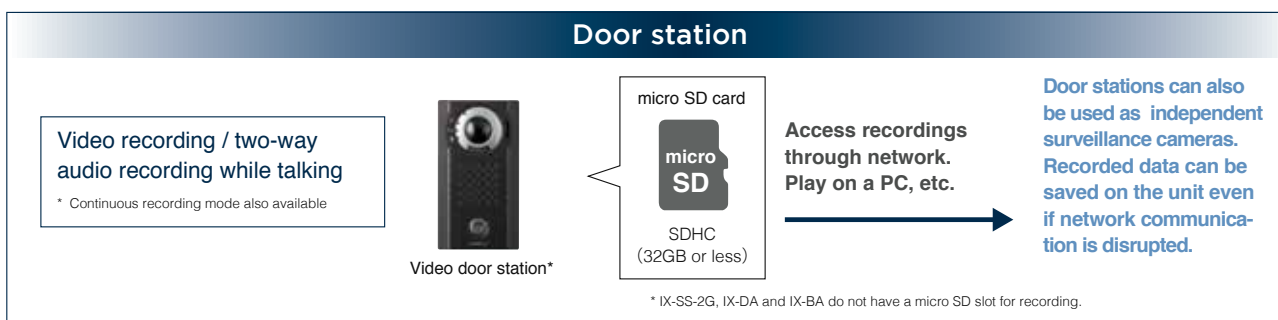 Door station
Video recording / two-way
audio recording while talking
* Continuous recording mode also available
Video door station*
micro SD card
micro
SD
SDHC
（32GB or less）
Access recordings
through network.
Play on a PC, etc.
Door stations can also
be used as independent
surveillance cameras.
Recorded data can be
saved on the unit even
if network communica-
tion is disrupted.
* IX-SS-2G, IX-DA and IX-BA do not have a micro SD slot for recording.